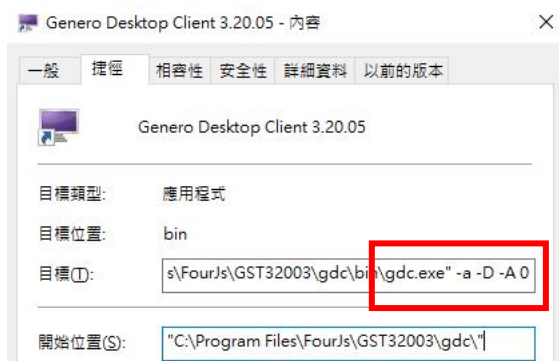 Genero Desktop Client 3.20.05 - 內容
一般 捷徑 相容性 安全性 詳細資料 以前的版本
Genero Desktop Client 3.20.05
目標類型: 應用程式
目標位置: bin
目標(T): s\FourJs\GST32003\gdc\bin\gdc.exe" -a -D -A 0
開始位置(S): "C:\Program Files\FourJs\GST32003\gdc\"